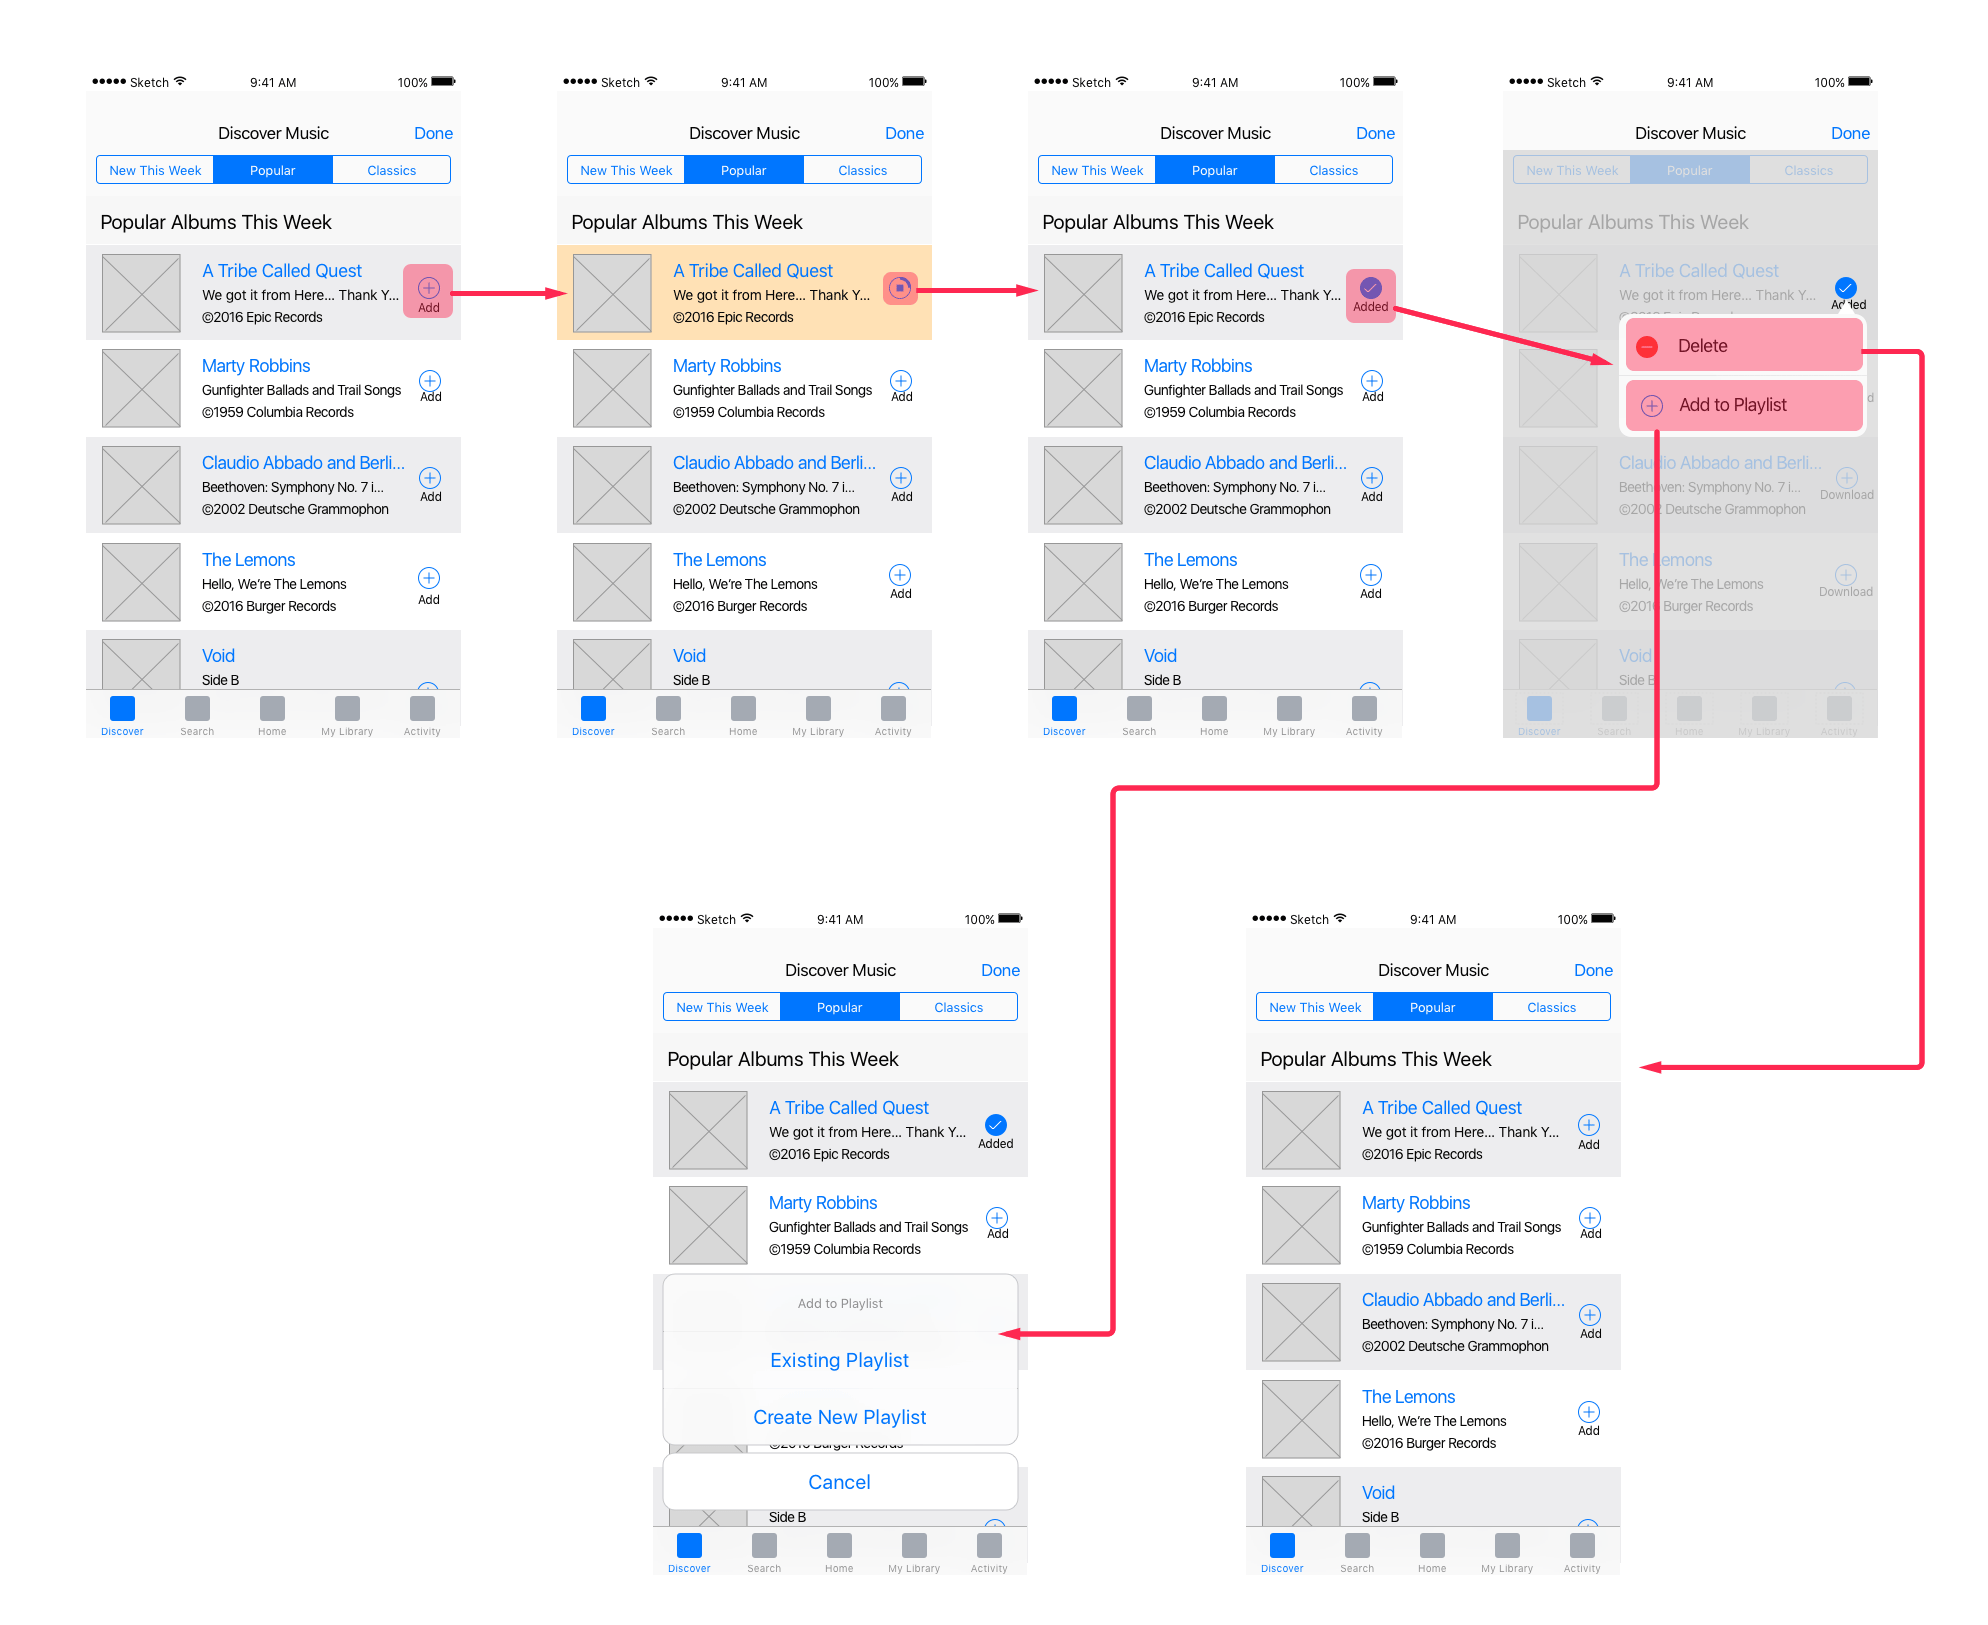 Sketch 9:41 AM 100%
Discover Music Done
New This Week Popular Classics
Popular Albums This Week
A Tribe Called Quest
We got it from Here... Thank Y...
Add
©2016 Epic Records
Marty Robbins
Gunfighter Ballads and Trail Songs
Add
©1959 Columbia Records
Claudio Abbado and Berli...
Beethoven: Symphony No. 7 i...
Add
©2002 Deutsche Grammophon
The Lemons
Hello, We're The Lemons
Add
©2016 Burger Records
Void
Side B
Discover Search Home My Library Activity
Sketch 9:41 AM 100%
Discover Music Done
New This Week Popular Classics
Popular Albums This Week
A Tribe Called Quest
We got it from Here... Thank Y...
©2016 Epic Records
Marty Robbins
Gunfighter Ballads and Trail Songs
Add
©1959 Columbia Records
Claudio Abbado and Berli...
Beethoven: Symphony No. 7 i...
Add
©2002 Deutsche Grammophon
The Lemons
Hello, We're The Lemons
Add
©2016 Burger Records
Void
Side B
Discover Search Home My Library Activity
Sketch 9:41 AM 100%
Discover Music Done
New This Week Popular Classics
Popular Albums This Week
A Tribe Called Quest
We got it from Here... Thank Y...
Added
©2016 Epic Records
Marty Robbins
Gunfighter Ballads and Trail Songs
Add
©1959 Columbia Records
Claudio Abbado and Berli...
Beethoven: Symphony No. 7 i...
Add
©2002 Deutsche Grammophon
The Lemons
Hello, We're The Lemons
Add
©2016 Burger Records
Void
Side B
Discover Search Home My Library Activity
Sketch 9:41 AM 100%
Discover Music Done
New This Week Popular Classics
Popular Albums This Week
A Tribe Called Quest
We got it from Here... Thank Y...
Added
Delete
Add to Playlist
Claudio Abbado and Berli...
Beethoven: Symphony No. 7 i...
Download
©2002 Deutsche Grammophon
The Lemons
Hello, We're The Lemons
Download
©2016 Burger Records
Void
Side B
Discover Search Home My Library Activity
Sketch 9:41 AM 100%
Discover Music Done
New This Week Popular Classics
Popular Albums This Week
A Tribe Called Quest
We got it from Here... Thank Y...
Added
©2016 Epic Records
Marty Robbins
Gunfighter Ballads and Trail Songs
Add
©1959 Columbia Records
Add to Playlist
Existing Playlist
Create New Playlist
©2016 Burger Records
Cancel
Side B
Discover Search Home My Library Activity
Sketch 9:41 AM 100%
Discover Music Done
New This Week Popular Classics
Popular Albums This Week
A Tribe Called Quest
We got it from Here... Thank Y...
Add
©2016 Epic Records
Marty Robbins
Gunfighter Ballads and Trail Songs
Add
©1959 Columbia Records
Claudio Abbado and Berli...
Beethoven: Symphony No. 7 i...
Add
©2002 Deutsche Grammophon
The Lemons
Hello, We're The Lemons
Add
©2016 Burger Records
Void
Side B
Discover Search Home My Library Activity